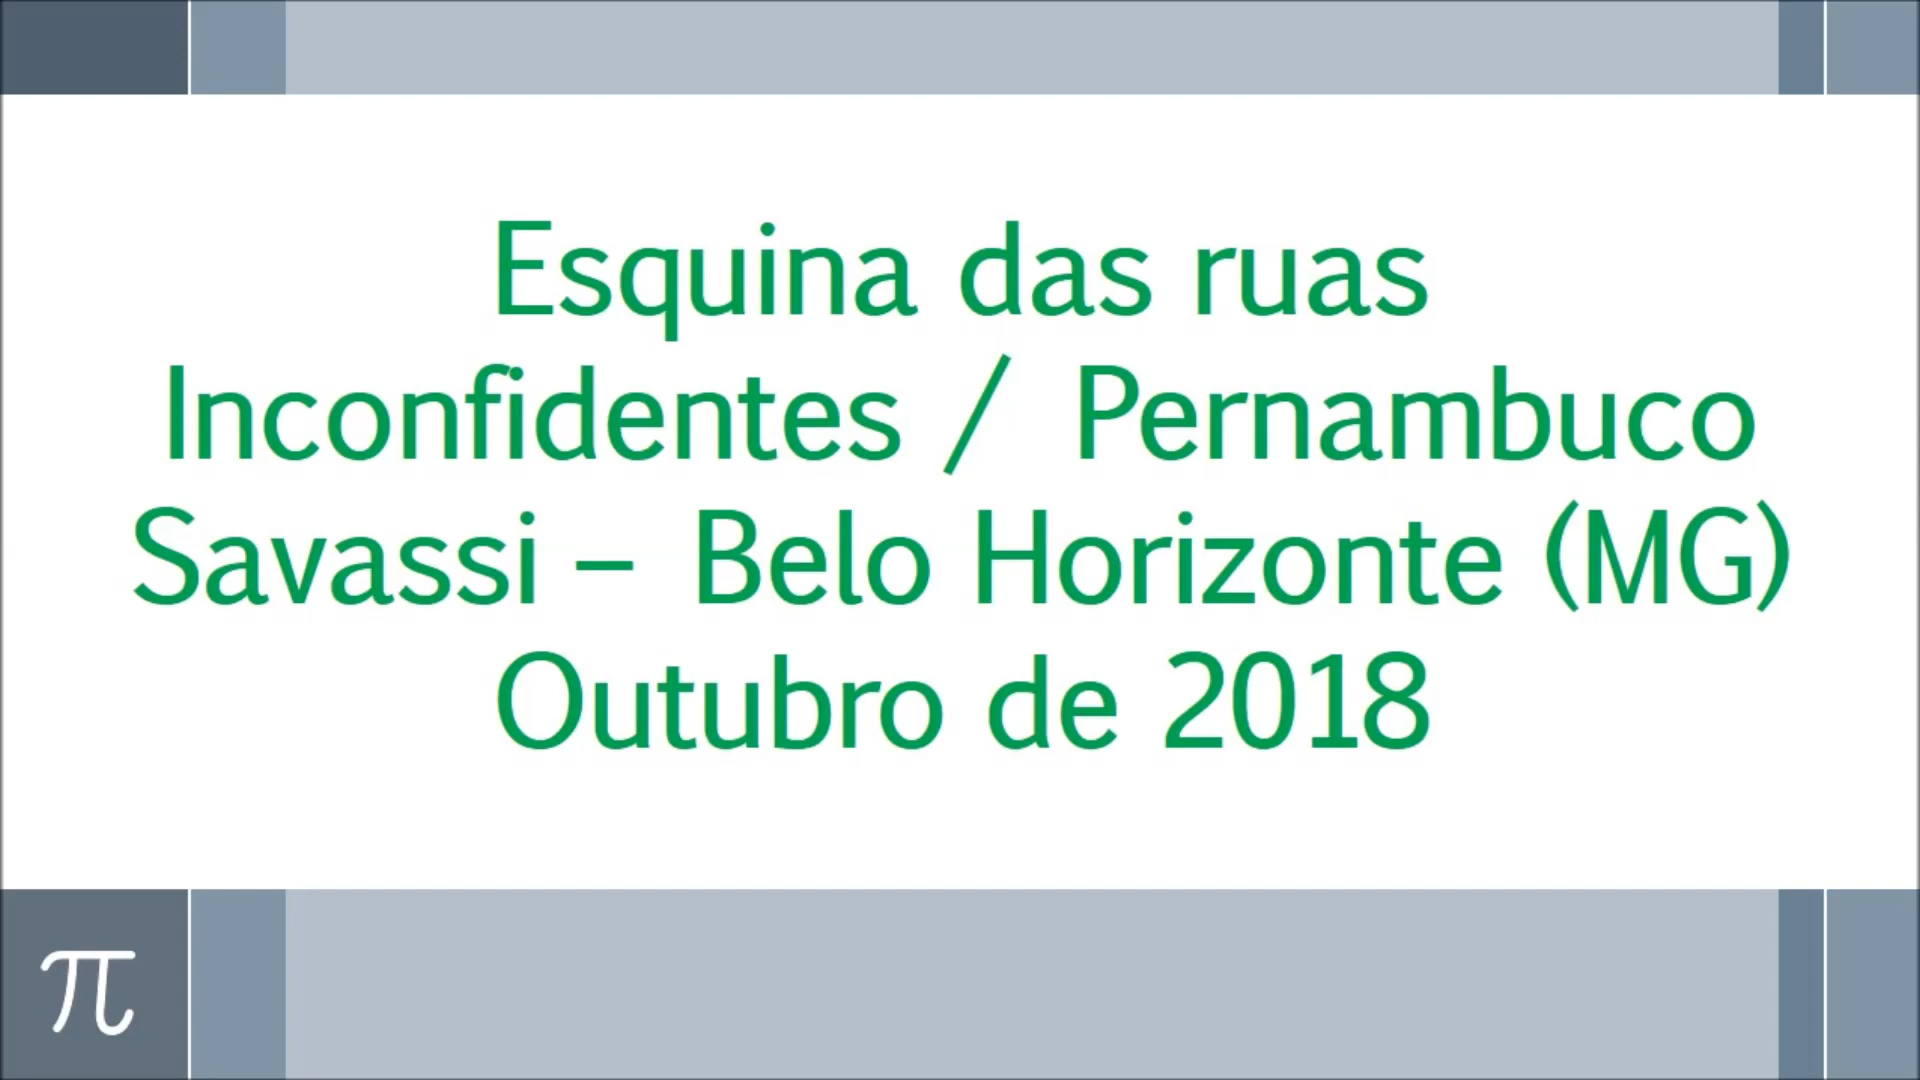 Esquina das ruas
Inconfidentes / Pernambuco
Savassi – Belo Horizonte (MG)
Outubro de 2018
π